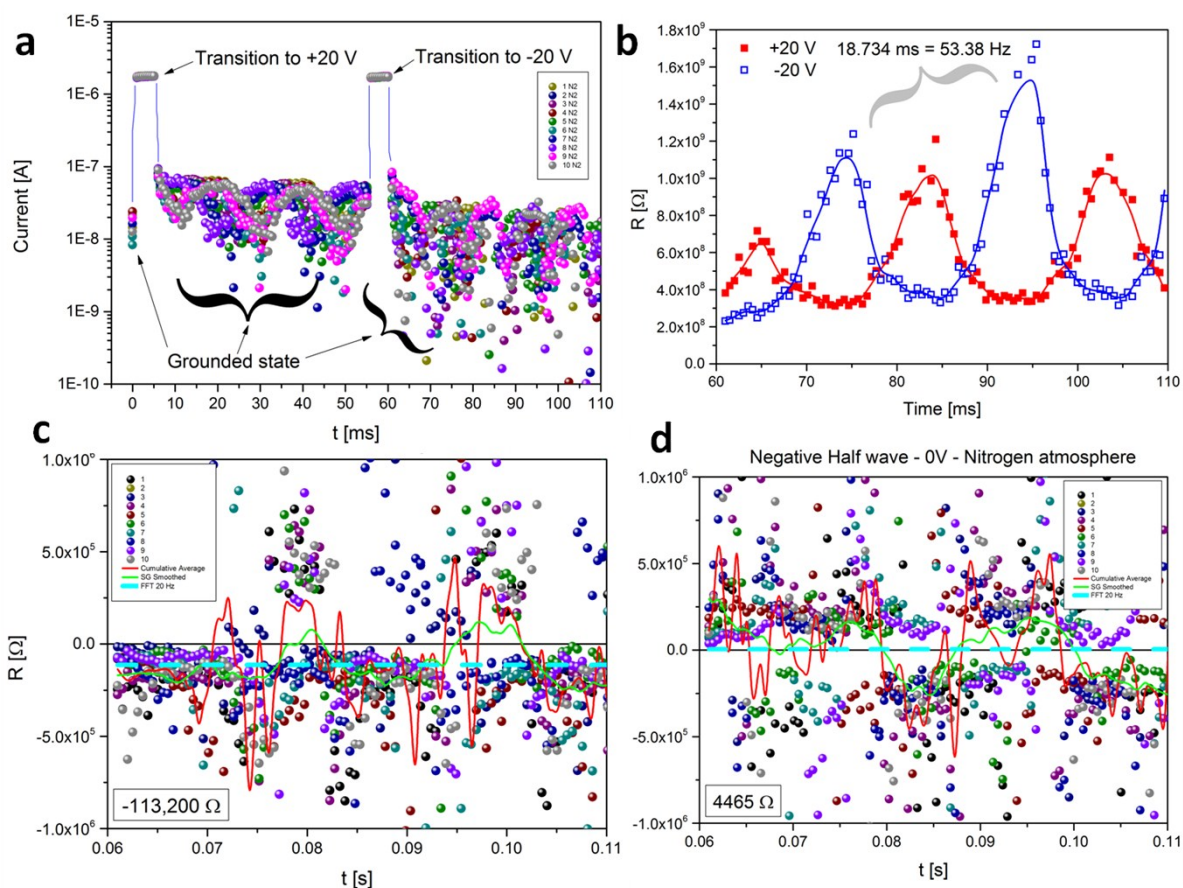 a
1E-5
1E-6
1E-7
1E-8
1E-9
1E-10
Current [A]
Transition to +20 V
Transition to -20 V
1 N2
2 N2
3 N2
4 N2
5 N2
6 N2
7 N2
8 N2
9 N2
10 N2
Grounded state
0 10 20 30 40 50 60 70 80 90 100 110
t [ms]
b
1.8x10⁹
1.6x10⁹
1.4x10⁹
1.2x10⁹
1.0x10⁹
8.0x10⁸
6.0x10⁸
4.0x10⁸
2.0x10⁸
0.0
R [Ω]
+20 V
-20 V
18.734 ms = 53.38 Hz
60 70 80 90 100 110
Time [ms]
c
1.0x10⁶
5.0x10⁵
0.0
-5.0x10⁵
-1.0x10⁶
R [Ω]
1
2
3
4
5
6
7
8
9
10
Cumulative Average
SG Smoothed
FFT 20 Hz
-113,200 Ω
0.06 0.07 0.08 0.09 0.10 0.11
t [s]
d
Negative Half wave - 0V - Nitrogen atmosphere
1.0x10⁶
5.0x10⁵
0.0
-5.0x10⁵
-1.0x10⁶
R [Ω]
1
2
3
4
5
6
7
8
9
10
Cumulative Average
SG Smoothed
FFT 20 Hz
4465 Ω
0.06 0.07 0.08 0.09 0.10 0.11
t [s]